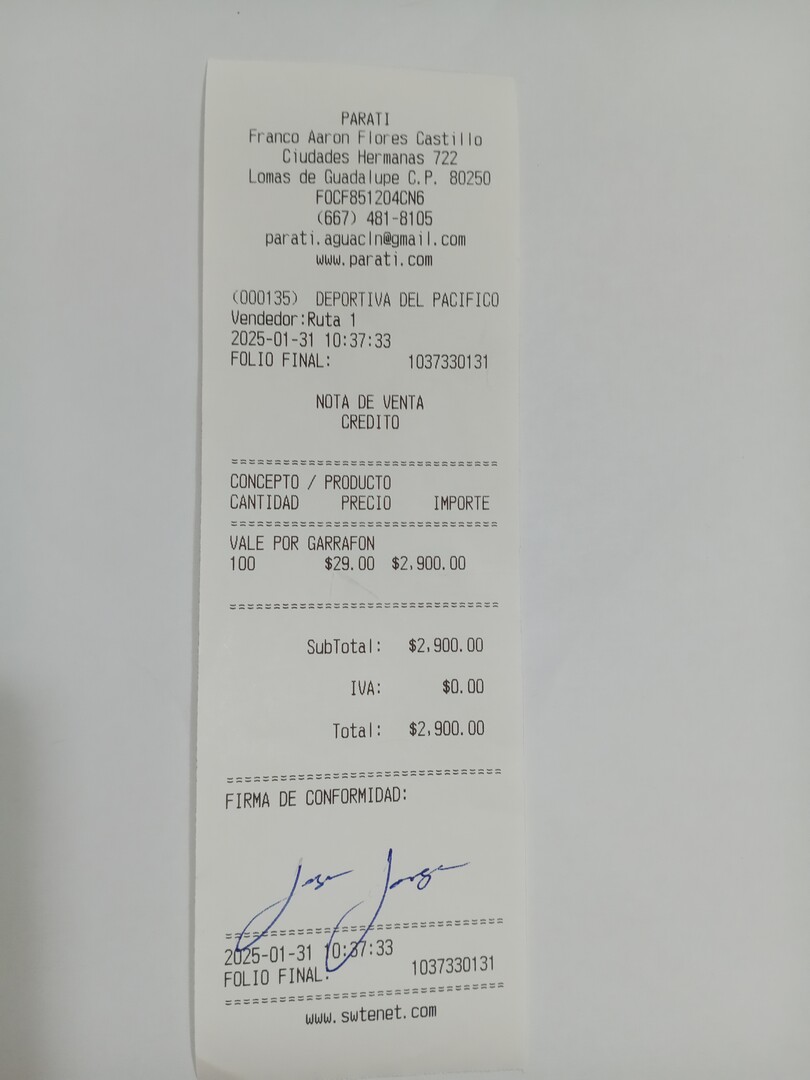 PARATI
Franco Aaron Flores Castillo
Ciudades Hermanas 722
Lomas de Guadalupe C.P. 80250
FOCF851204CN6
(667) 481-8105
parati.aguacln@gmail.com
www.parati.com
(000135) DEPORTIVA DEL PACIFICO
Vendedor:Ruta 1
2025-01-31 10:37:33
FOLIO FINAL: 1037330131
NOTA DE VENTA
CREDITO
================================
CONCEPTO / PRODUCTO
CANTIDAD PRECIO IMPORTE
================================
VALE POR GARRAFON
100 $29.00 $2,900.00
================================
SubTotal: $2,900.00
IVA: $0.00
Total: $2,900.00
================================
FIRMA DE CONFORMIDAD:
Jorge
================================
2025-01-31 10:37:33
FOLIO FINAL: 1037330131
================================
www.swtenet.com